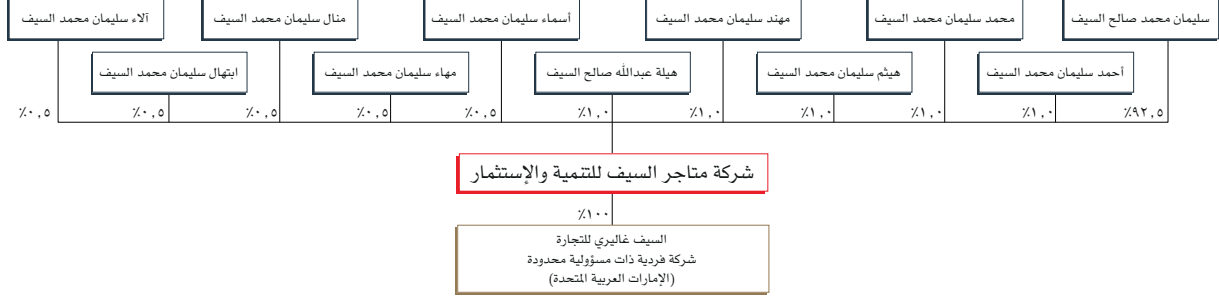 سليمان محمد صالح السيف
محمد سليمان محمد السيف
مهند سليمان محمد السيف
أسماء سليمان محمد السيف
منال سليمان محمد السيف
آلاء سليمان محمد السيف
أحمد سليمان محمد السيف
هيثم سليمان محمد السيف
هيلة عبدالله صالح السيف
مهاء سليمان محمد السيف
ابتهال سليمان محمد السيف
٪٩٢,٥
٪١,٠
٪١,٠
٪١,٠
٪١,٠
٪١,٠
٪٠,٥
٪٠,٥
٪٠,٥
٪٠,٥
٪٠,٥
شركة متاجر السيف للتنمية والإستثمار
٪١٠٠
السيف غاليري للتجارة
شركة فردية ذات مسؤولية محدودة
(الإمارات العربية المتحدة)